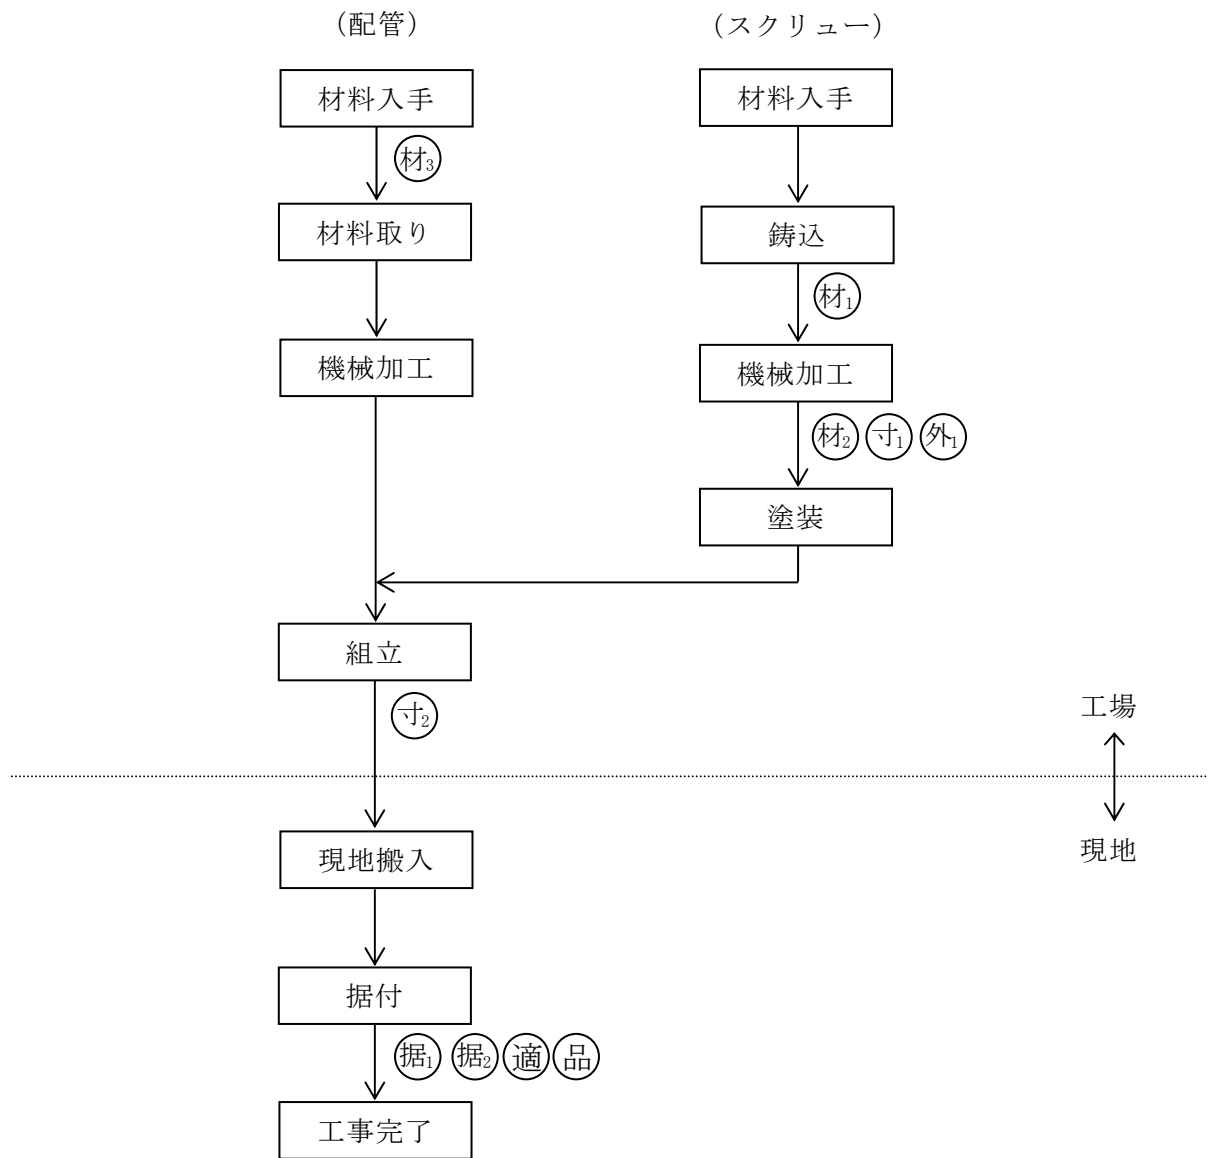 （配管）
（スクリュー）
材料入手
材料入手
材3
材料取り
鋳込
材1
機械加工
機械加工
材2 寸1 外1
塗装
組立
寸2
工場
現地搬入
現地
据付
据1 据2 適 品
工事完了